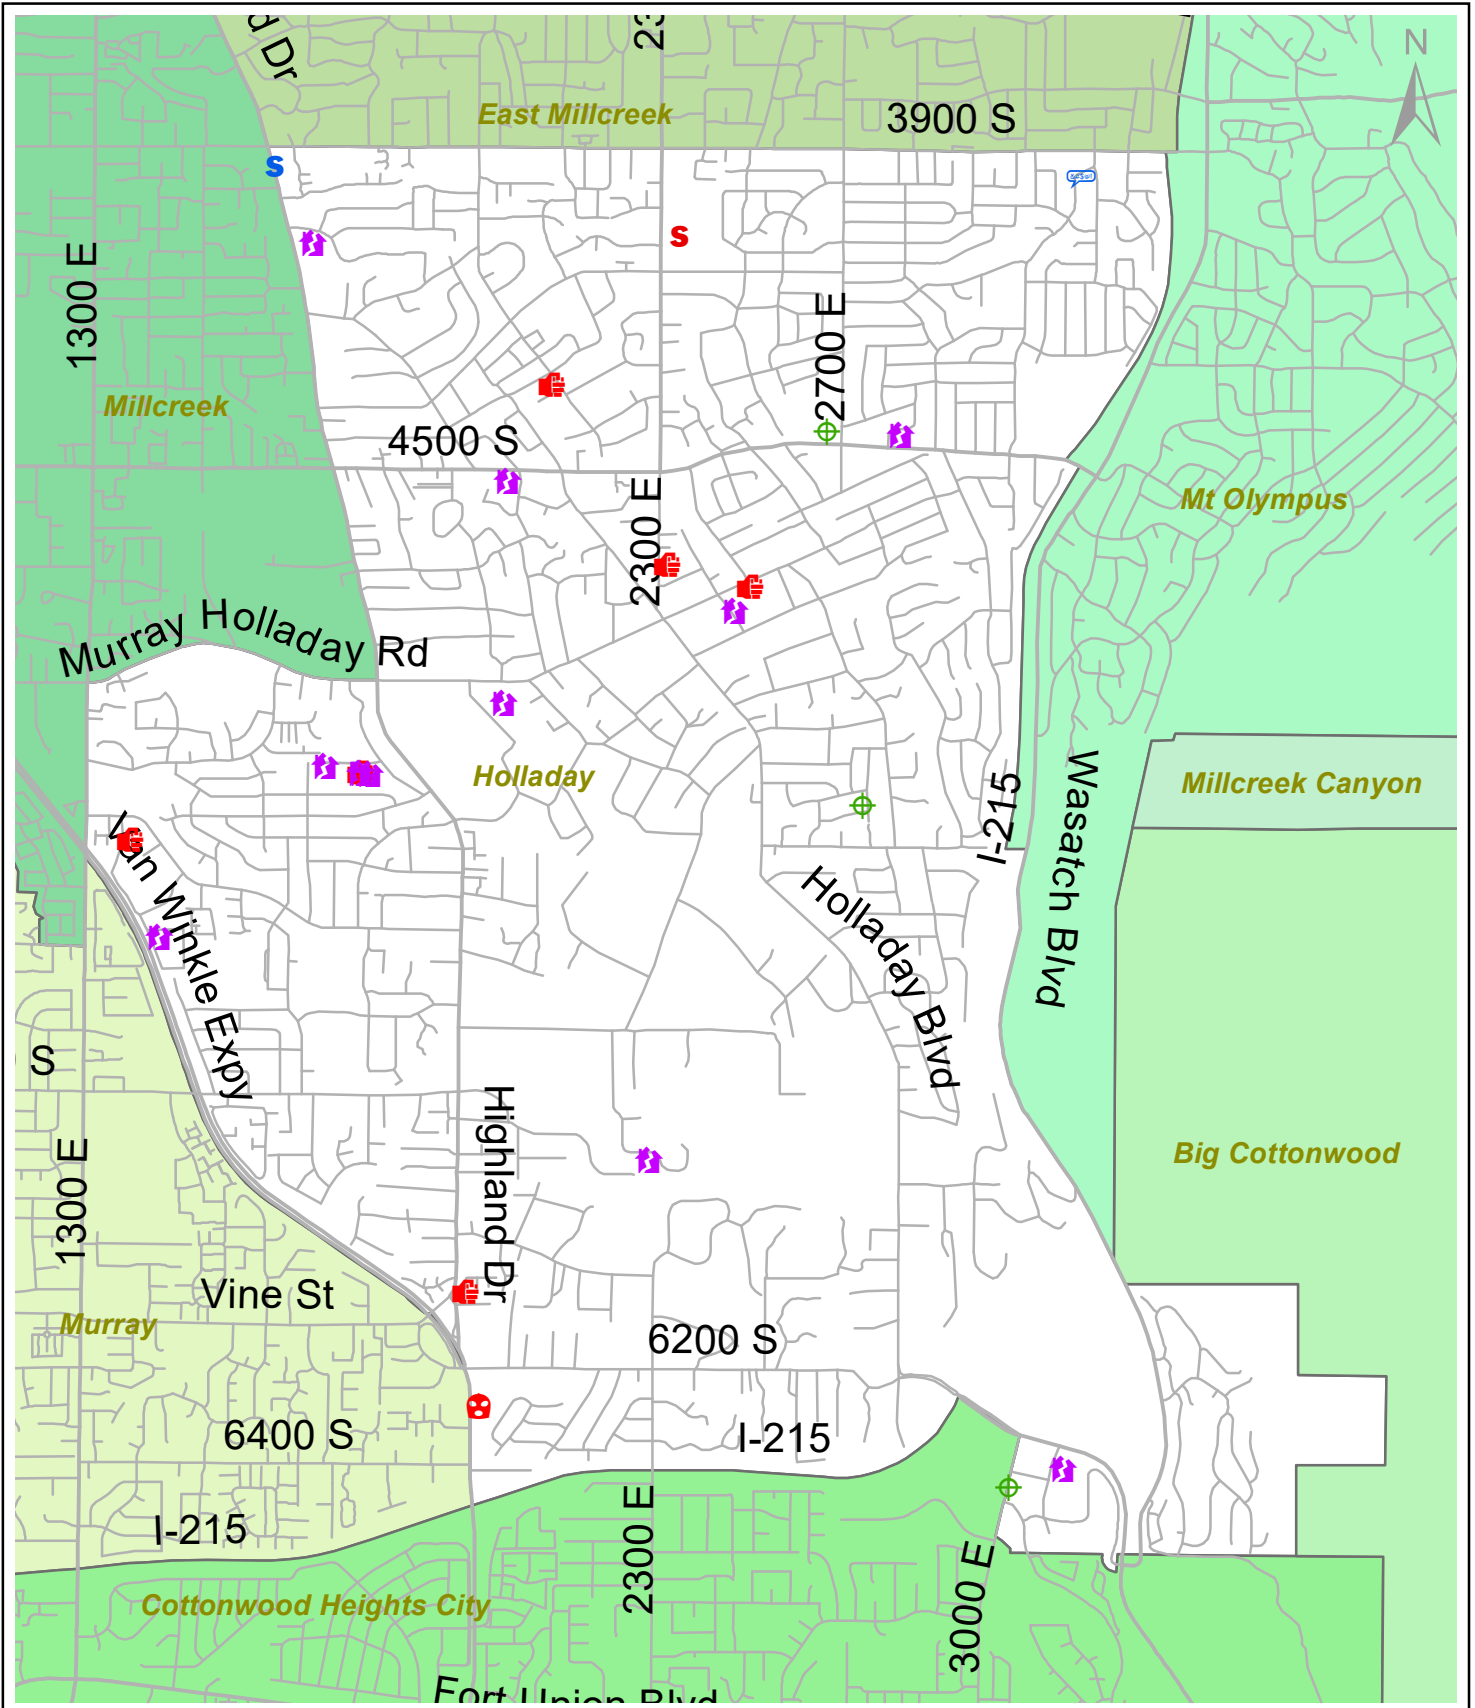 d Dr
23
N
East Millcreek
3900 S
S
S
1300 E
2700 E
Millcreek
4500 S
2300 E
Mt Olympus
Murray Holladay Rd
Holladay
I-215
Wasatch Blvd
Millcreek Canyon
Van Winkle Expy
Holladay Blvd
S
Highland Dr
1300 E
Big Cottonwood
Vine St
Murray
6200 S
6400 S
I-215
I-215
2300 E
3000 E
Cottonwood Heights City
Fort Union Blvd